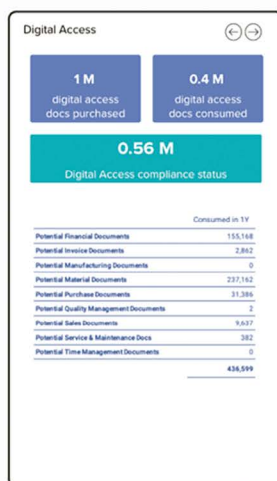 Digital Access
1 M
digital access
docs purchased
0.4 M
digital access
docs consumed
0.56 M
Digital Access compliance status
Consumed in 1Y
Potential Financial Documents 155,168
Potential Invoice Documents 2,862
Potential Manufacturing Documents 0
Potential Material Documents 237,162
Potential Purchase Documents 31,386
Potential Quality Management Documents 2
Potential Sales Documents 9,637
Potential Service & Maintenance Docs 382
Potential Time Management Documents 0
436,599